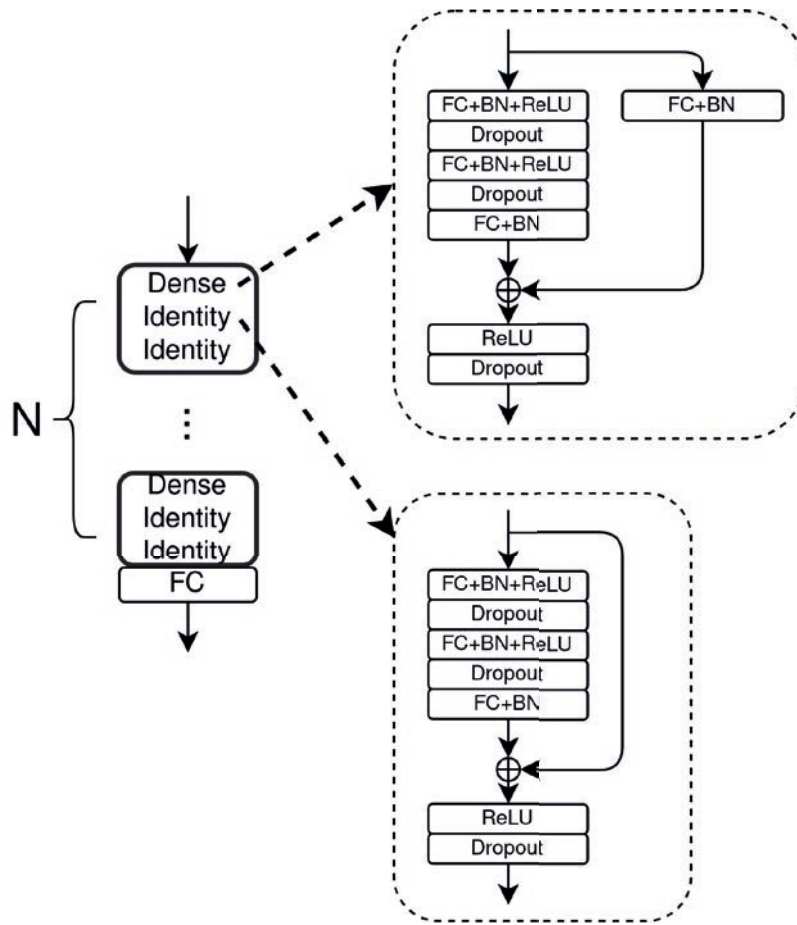 N
Dense
Identity
Identity
⋮
Dense
Identity
Identity
FC
FC+BN+ReLU
Dropout
FC+BN+ReLU
Dropout
FC+BN
FC+BN
ReLU
Dropout
FC+BN+ReLU
Dropout
FC+BN+ReLU
Dropout
FC+BN
ReLU
Dropout